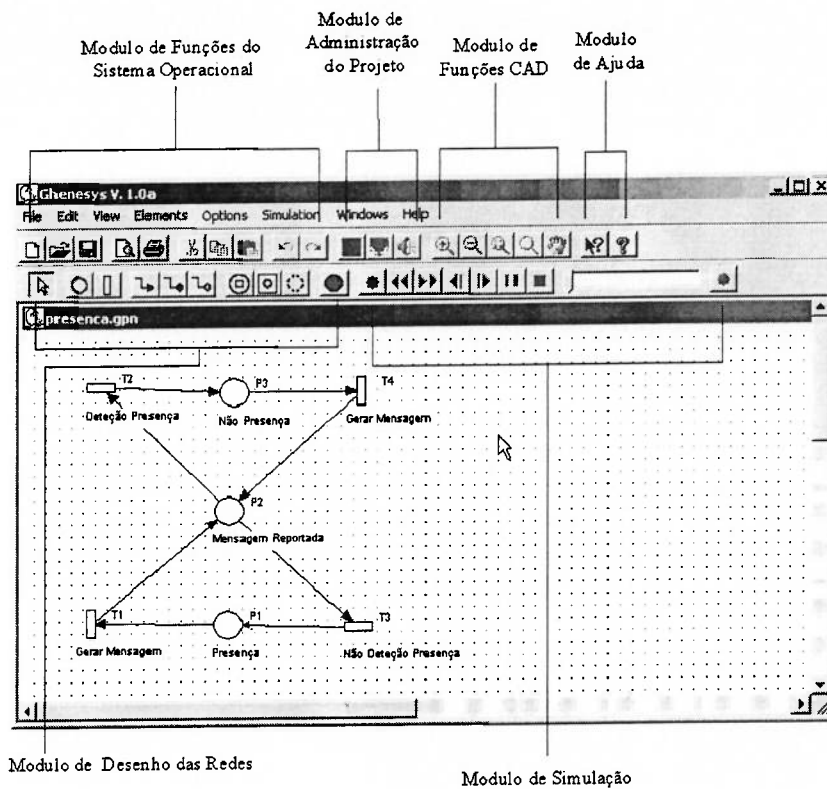 Modulo de Funções do
Sistema Operacional
Modulo de
Administração
do Projeto
Modulo de
Funções CAD
Modulo
de Ajuda
Ghenesys V. 1.0a
File Edit View Elements Options Simulation Windows Help
presenca.gpn
T2
Deteção Presença
P3
Não Presença
T4
Gerar Mensagem
P2
Mensagem Reportada
T1
Gerar Mensagem
P1
Presença
T3
Não Deteção Presença
Modulo de Desenho das Redes
Modulo de Simulação